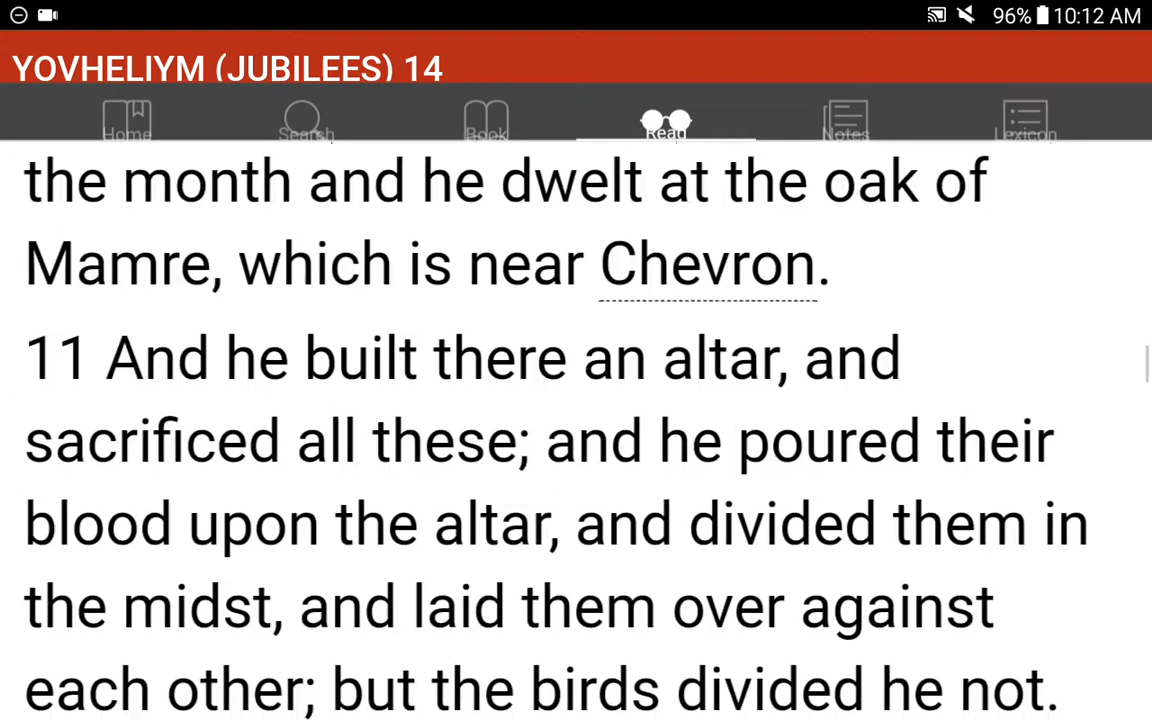 96% 10:12 AM
YOVHELIYM (JUBILEES) 14
Home Search Book Read Notes Lexicon
the month and he dwelt at the oak of
Mamre, which is near Chevron.
11 And he built there an altar, and
sacrificed all these; and he poured their
blood upon the altar, and divided them in
the midst, and laid them over against
each other; but the birds divided he not.